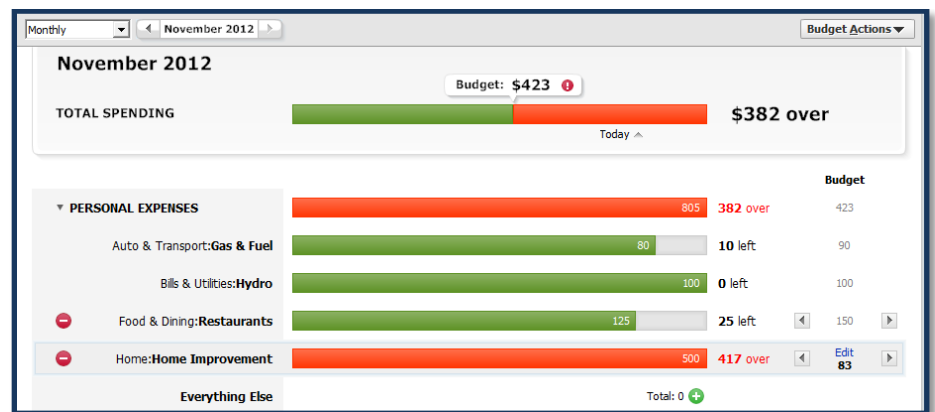 Monthly November 2012 Budget Actions
November 2012
Budget: $423
TOTAL SPENDING $382 over
Today
Budget
PERSONAL EXPENSES 805 382 over 423
Auto & Transport:Gas & Fuel 80 10 left 90
Bills & Utilities:Hydro 100 0 left 100
Food & Dining:Restaurants 125 25 left 150
Home:Home Improvement 500 417 over Edit 83
Everything Else Total: 0